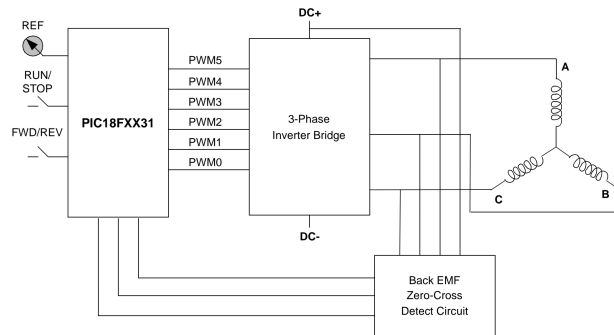 DC+
REF
A
PWM5
RUN/
STOP
PWM4
PWM3
3-Phase
Inverter Bridge
PIC18FXX31
PWM2
FWD/REV
PWM1
PWM0
C
B
DC-
Back EMF
Zero-Cross
Detect Circuit